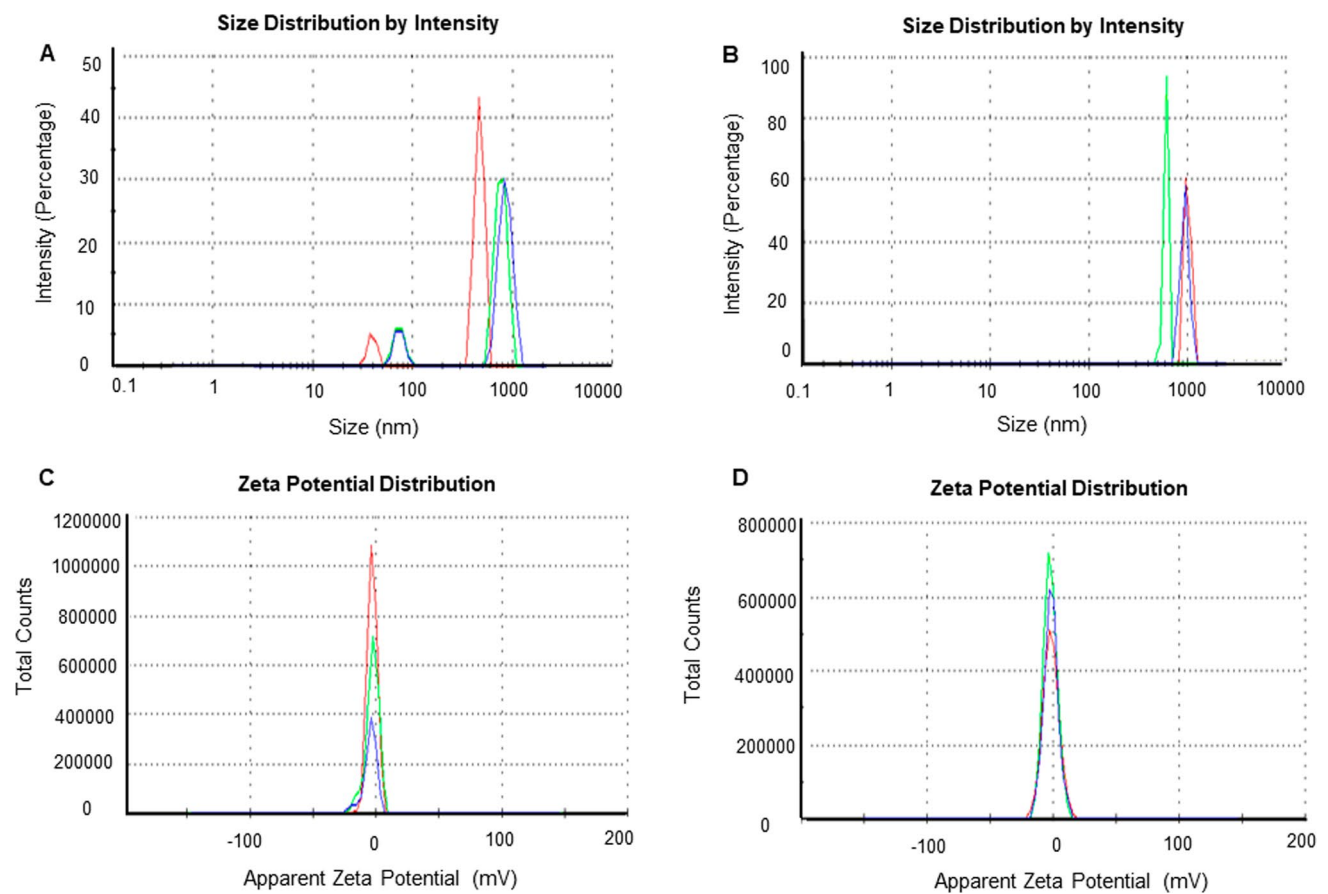 Size Distribution by Intensity
A
50
40
30
20
10
0
Intensity (Percentage)
0.1 1 10 100 1000 10000
Size (nm)
Size Distribution by Intensity
B
100
80
60
40
20
0
Intensity (Percentage)
0.1 1 10 100 1000 10000
Size (nm)
C
Zeta Potential Distribution
1200000
1000000
800000
600000
400000
200000
0
Total Counts
-100 0 100 200
Apparent Zeta Potential (mV)
D
Zeta Potential Distribution
800000
600000
400000
200000
0
Total Counts
-100 0 100 200
Apparent Zeta Potential (mV)